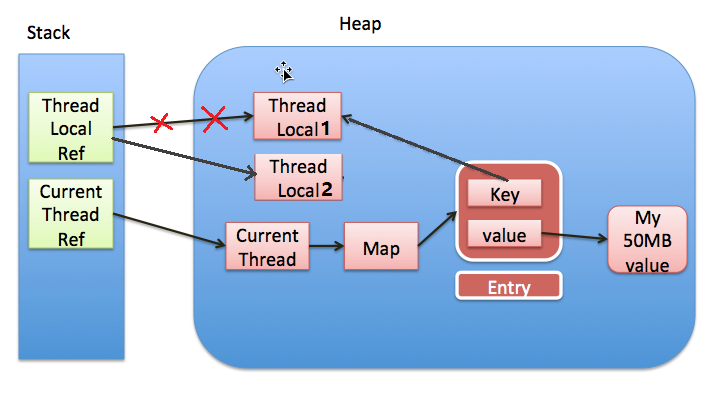 Stack
Heap
Thread
Local
Ref
Current
Thread
Ref
Thread
Local1
Thread
Local2
Current
Thread
Map
Key
value
Entry
My
50MB
value